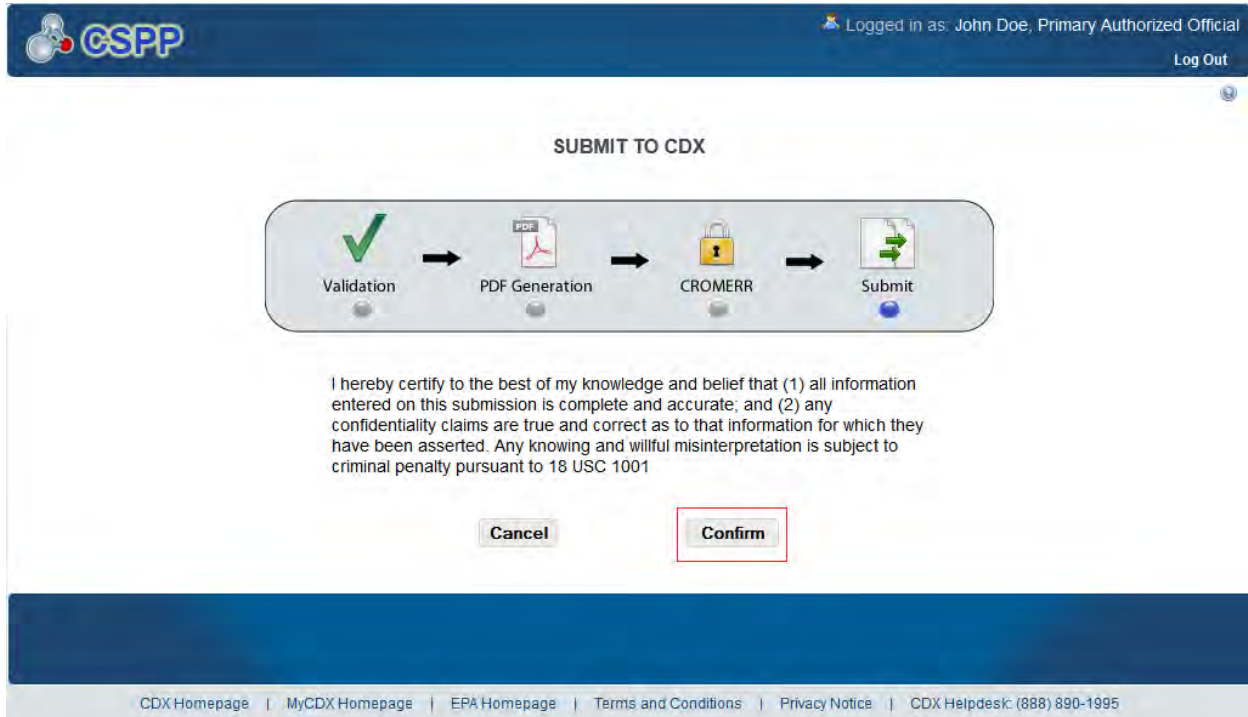 CSPP
Logged in as: John Doe, Primary Authorized Official
Log Out
SUBMIT TO CDX
PDF
Validation
PDF Generation
CROMERR
Submit
I hereby certify to the best of my knowledge and belief that (1) all information
entered on this submission is complete and accurate; and (2) any
confidentiality claims are true and correct as to that information for which they
have been asserted. Any knowing and willful misinterpretation is subject to
criminal penalty pursuant to 18 USC 1001
Cancel
Confirm
CDX Homepage | MyCDX Homepage | EPA Homepage | Terms and Conditions | Privacy Notice | CDX Helpdesk: (888) 890-1995